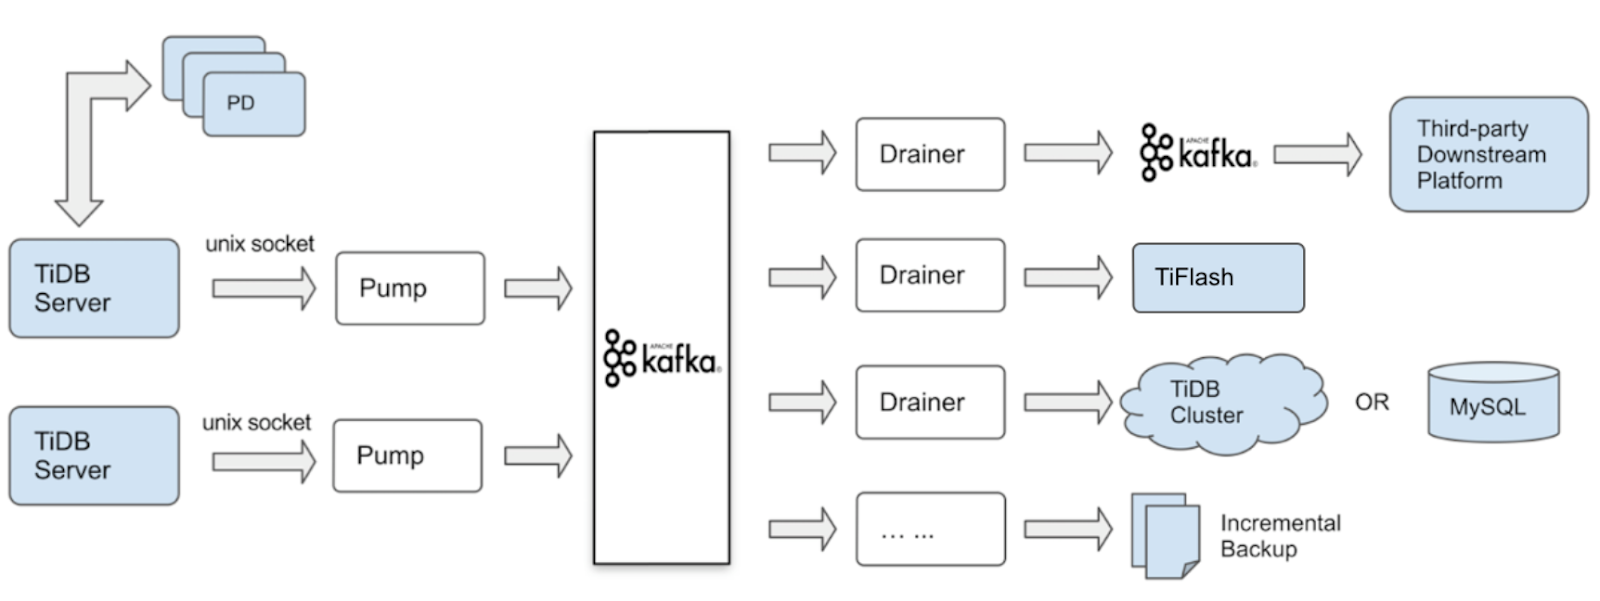 PD
TiDB
Server
unix socket
Pump
TiDB
Server
unix socket
Pump
APACHE
kafka®
Drainer
APACHE
kafka®
Third-party
Downstream
Platform
Drainer
TiFlash
Drainer
TiDB
Cluster
OR
MySQL
... ...
Incremental
Backup